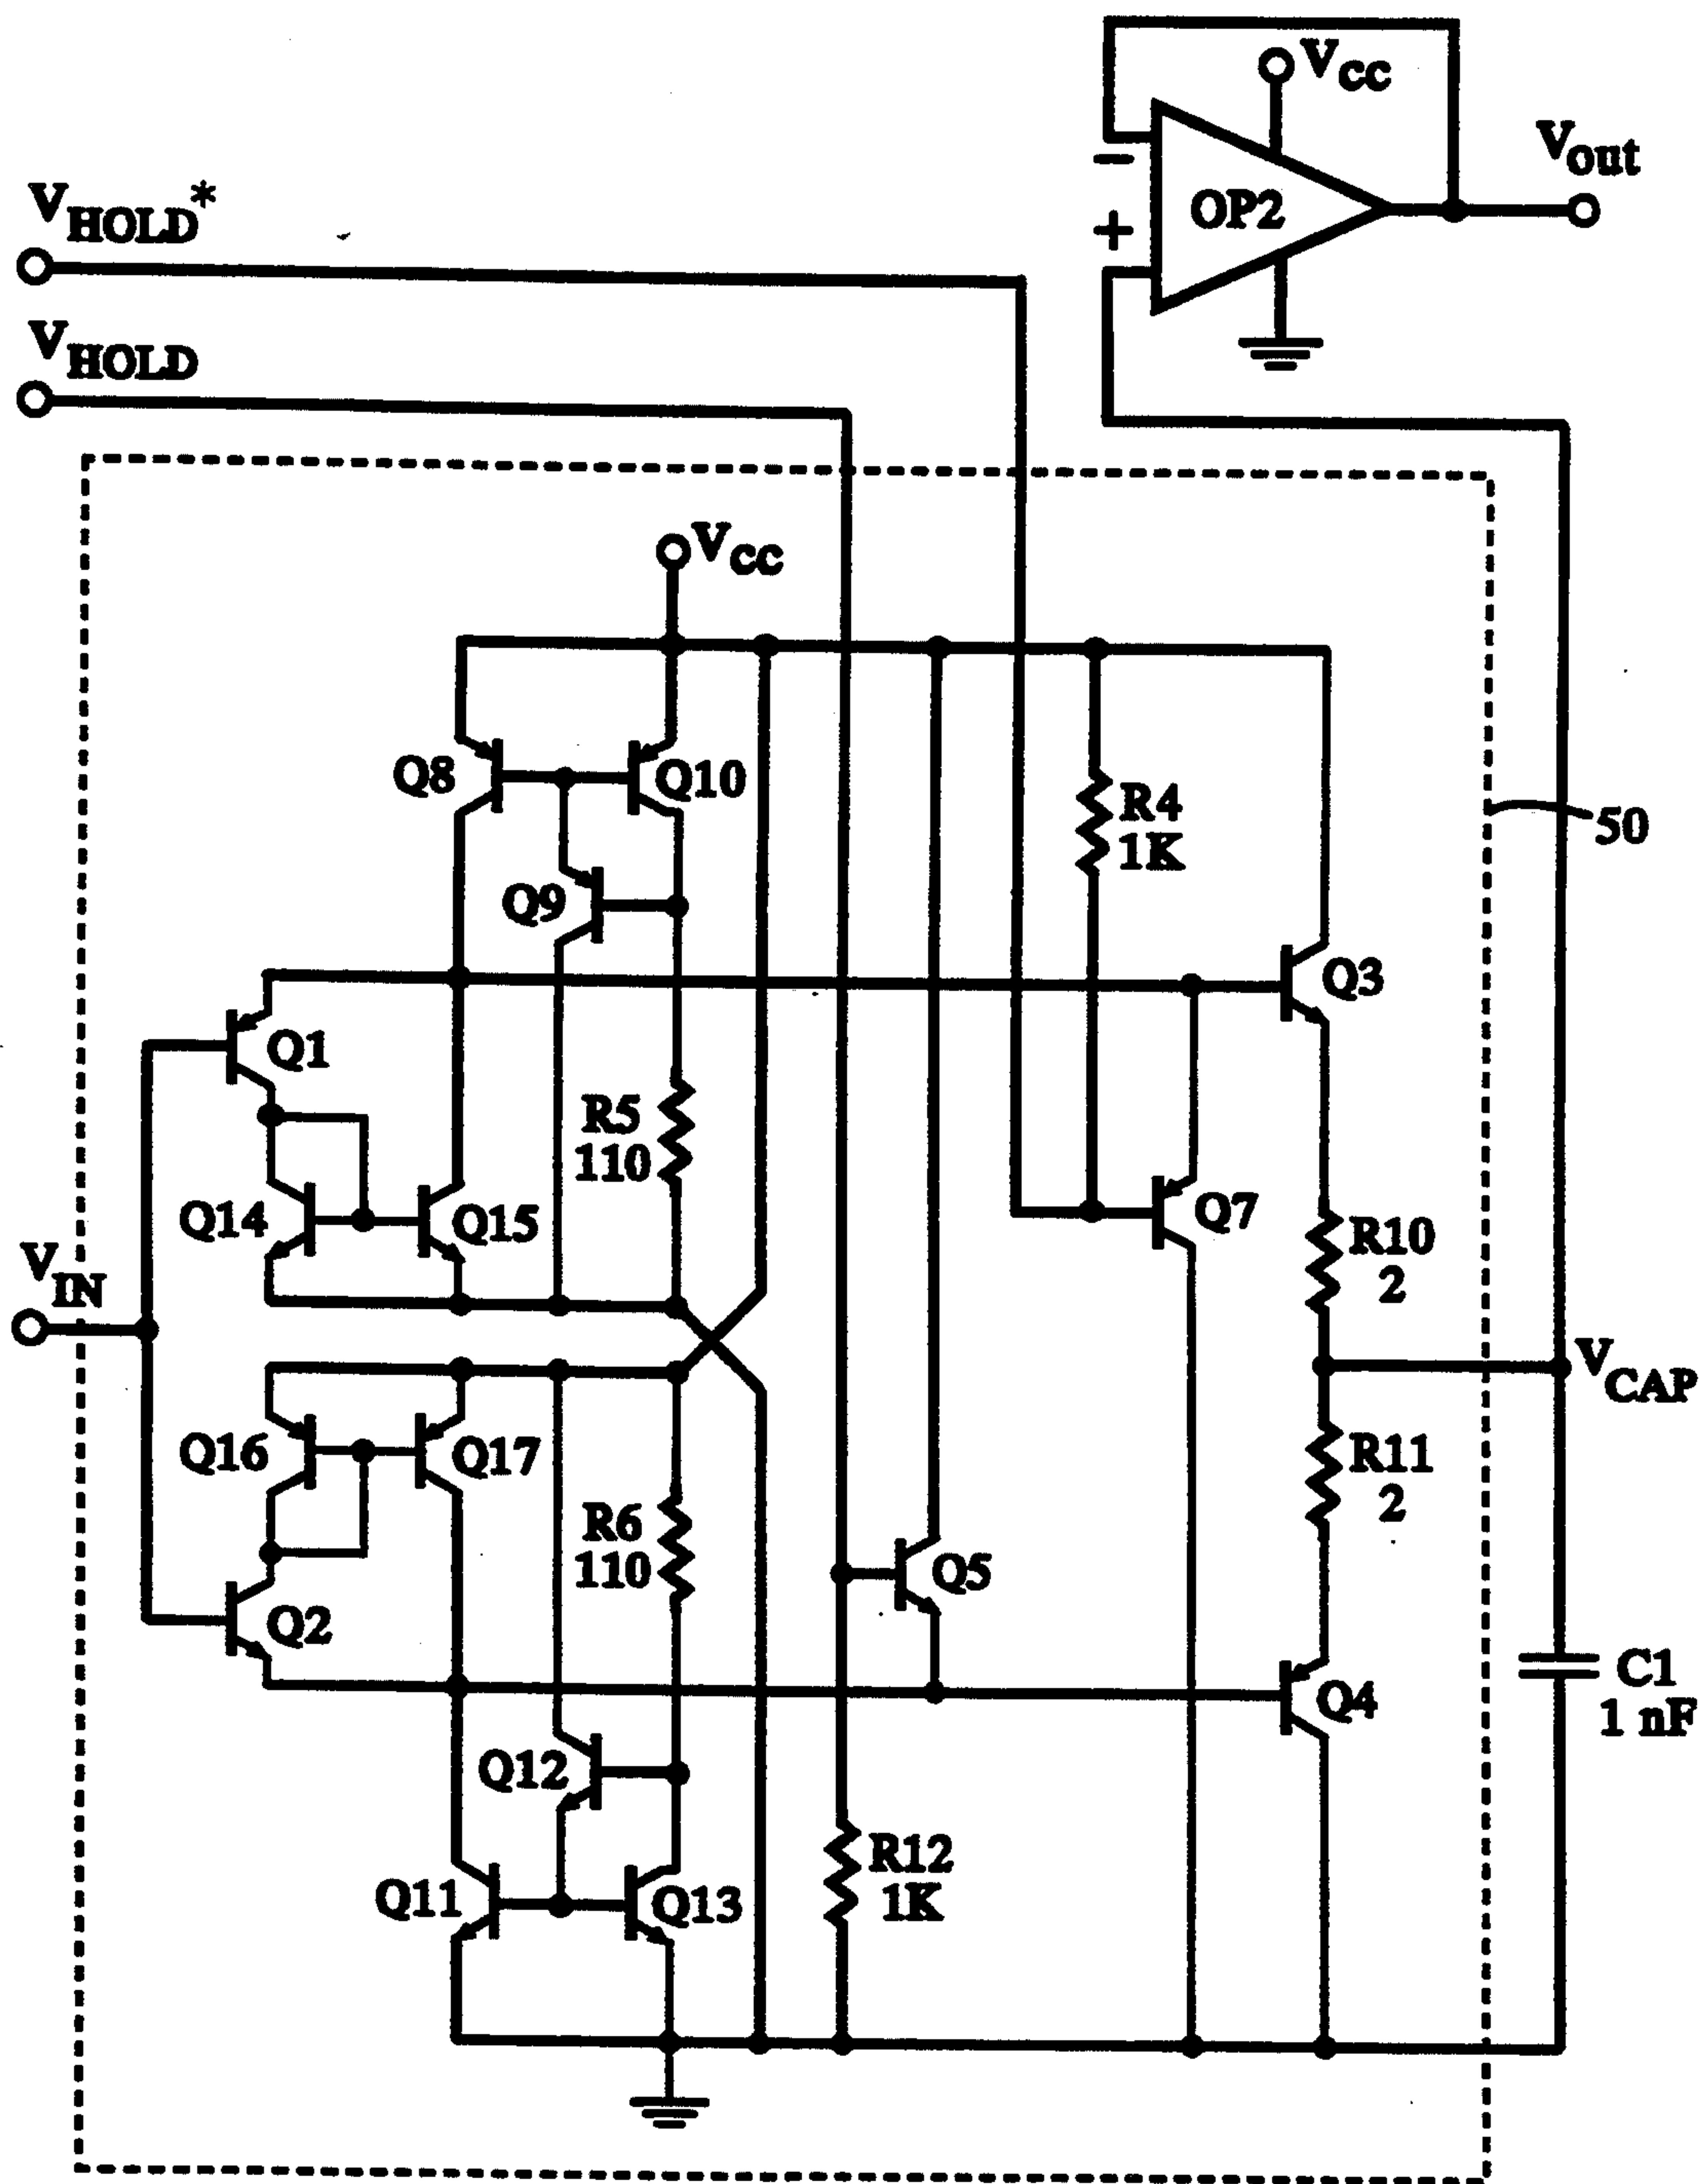 VCC
Vout
−
OP2
+
VHOLD*
VHOLD
VCC
Q8
Q10
R4
1K
50
Q9
Q3
Q1
R5
110
Q14
Q15
Q7
R10
2
VIN
VCAP
Q16
Q17
R11
2
R6
110
Q5
Q2
C1
1 nF
Q4
Q12
R12
1K
Q11
Q13